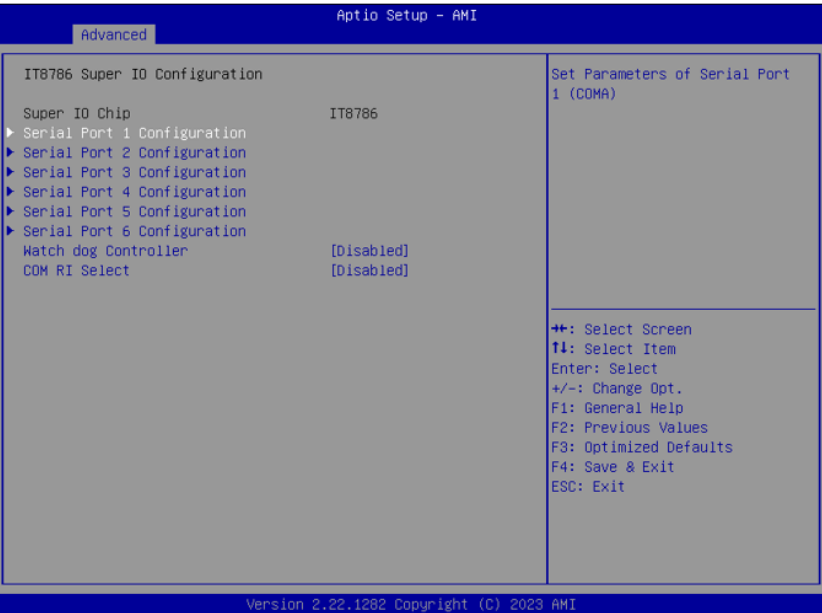 Aptio Setup – AMI
Advanced
IT8786 Super IO Configuration
Super IO Chip IT8786
Serial Port 1 Configuration
Serial Port 2 Configuration
Serial Port 3 Configuration
Serial Port 4 Configuration
Serial Port 5 Configuration
Serial Port 6 Configuration
Watch dog Controller [Disabled]
COM RI Select [Disabled]
Set Parameters of Serial Port
1 (COMA)
→←: Select Screen
↑↓: Select Item
Enter: Select
+/-: Change Opt.
F1: General Help
F2: Previous Values
F3: Optimized Defaults
F4: Save & Exit
ESC: Exit
Version 2.22.1282 Copyright (C) 2023 AMI